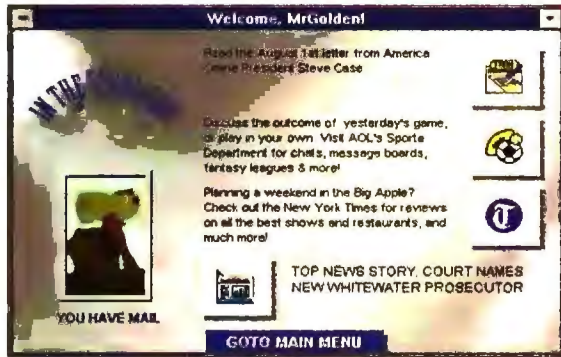 Welcome, MrGolden!
IN THE
Read the August 1st letter from America
Online President Steve Case
Discuss the outcome of yesterday's game,
or play in your own. Visit AOL's Sports
Department for chats, message boards,
fantasy leagues & more!
Planning a weekend in the Big Apple?
Check out the New York Times for reviews
on all the best shows and restaurants, and
much more!
TOP NEWS STORY: COURT NAMES
NEW WHITEWATER PROSECUTOR
YOU HAVE MAIL
GOTO MAIN MENU